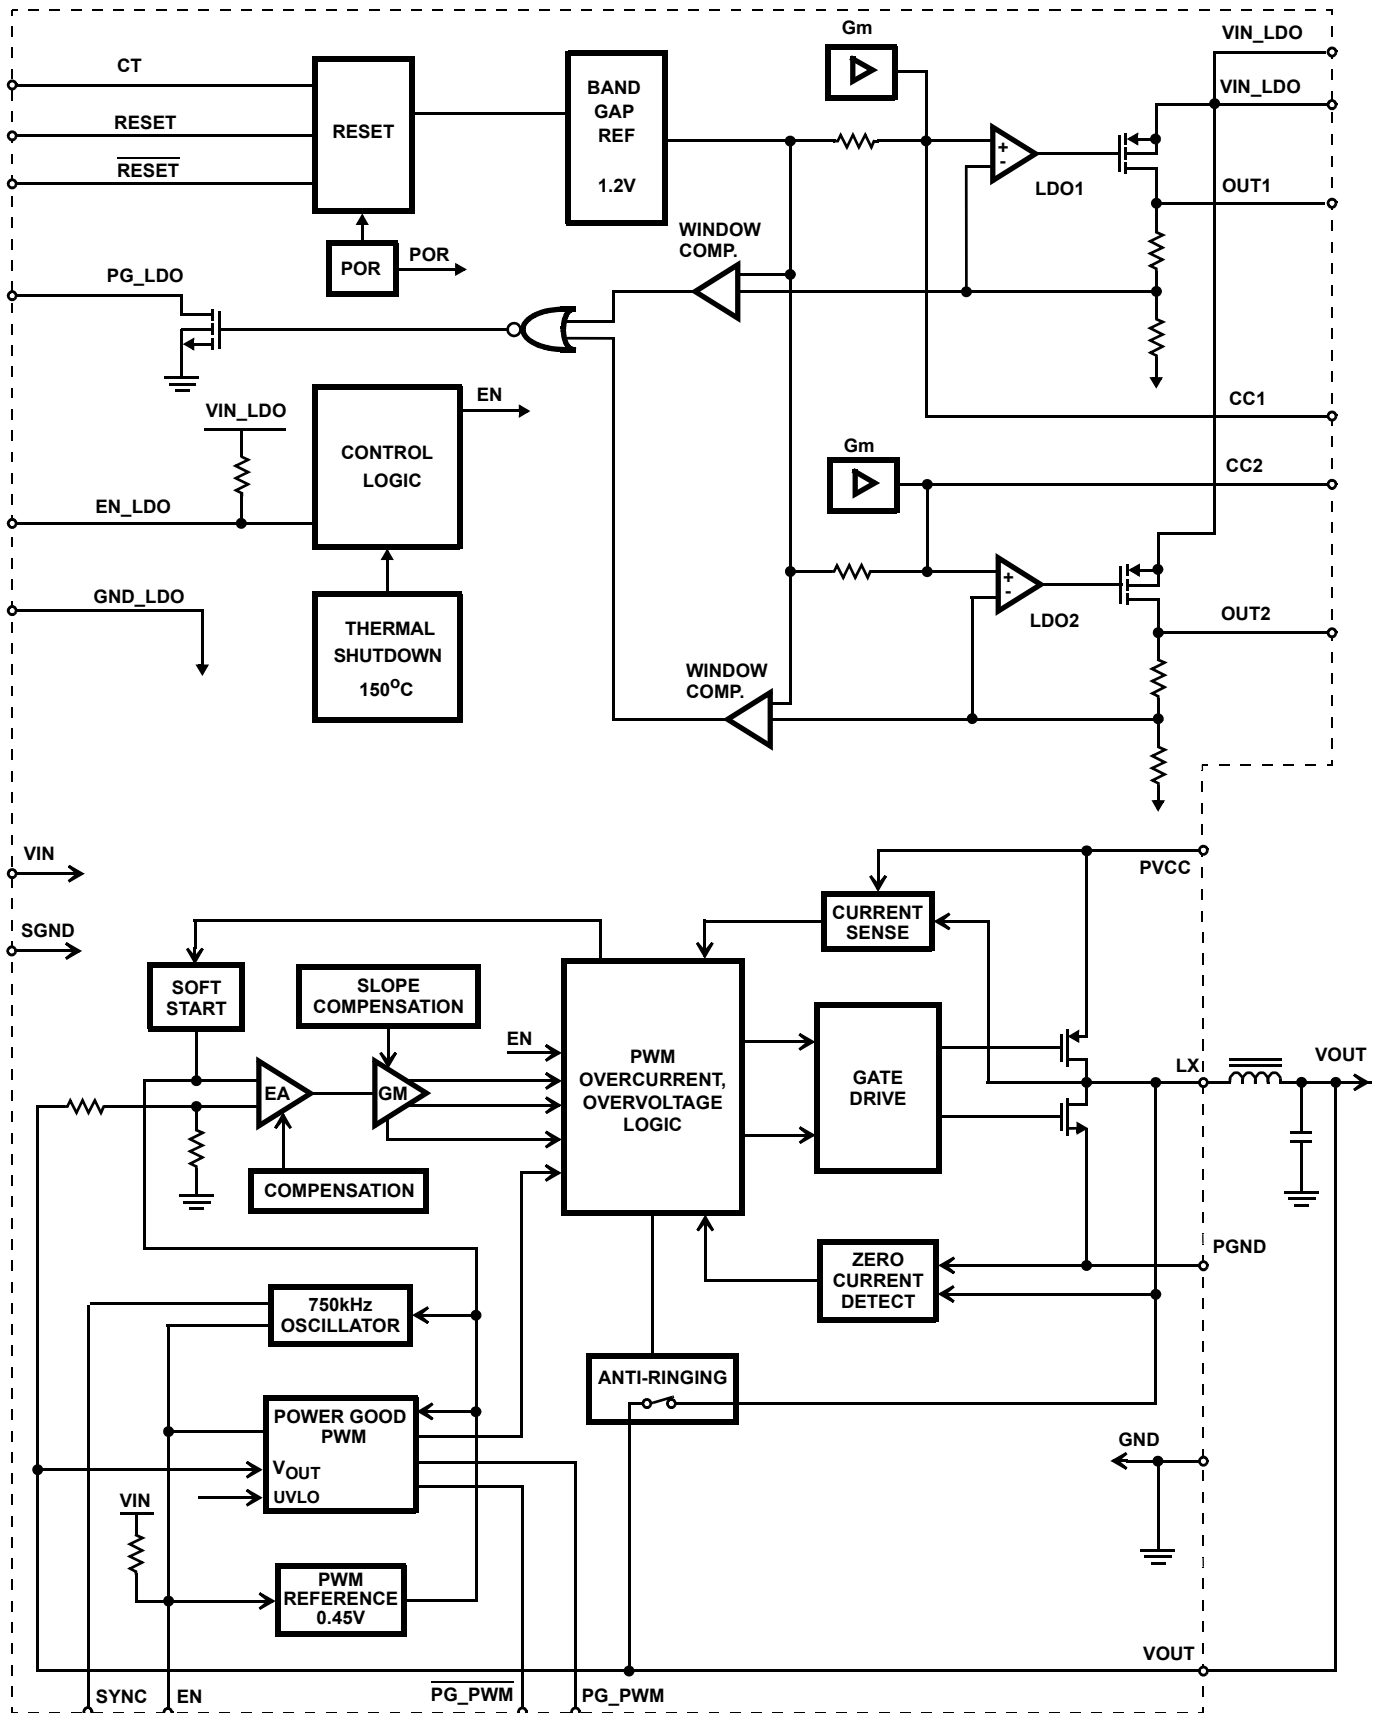 Gm
VIN_LDO
CT
RESET
BAND
GAP
REF
1.2V
VIN_LDO
RESET
RESET
+
-
LDO1
OUT1
WINDOW
COMP.
POR
POR
PG_LDO
VIN_LDO
EN
CC1
CONTROL
LOGIC
Gm
CC2
EN_LDO
+
-
LDO2
GND_LDO
OUT2
THERMAL
SHUTDOWN
150°C
WINDOW
COMP.
VIN
PVCC
CURRENT
SENSE
SGND
SOFT
START
SLOPE
COMPENSATION
EN
PWM
OVERCURRENT,
OVERVOLTAGE
LOGIC
GATE
DRIVE
LX
VOUT
EA
GM
COMPENSATION
PGND
ZERO
CURRENT
DETECT
750kHz
OSCILLATOR
ANTI-RINGING
POWER GOOD
PWM
VOUT
UVLO
GND
VIN
PWM
REFERENCE
0.45V
VOUT
SYNC
EN
PG_PWM
PG_PWM